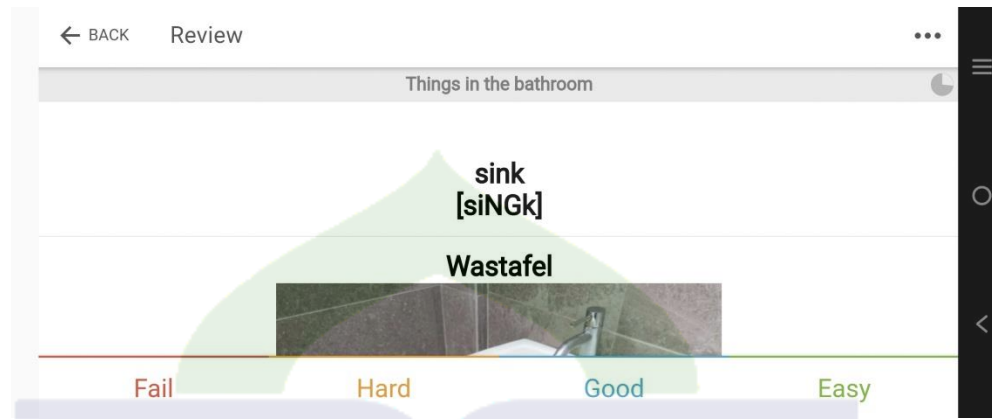 ← BACK Review •••
Things in the bathroom
sink
[siNGk]
Wastafel
Fail Hard Good Easy